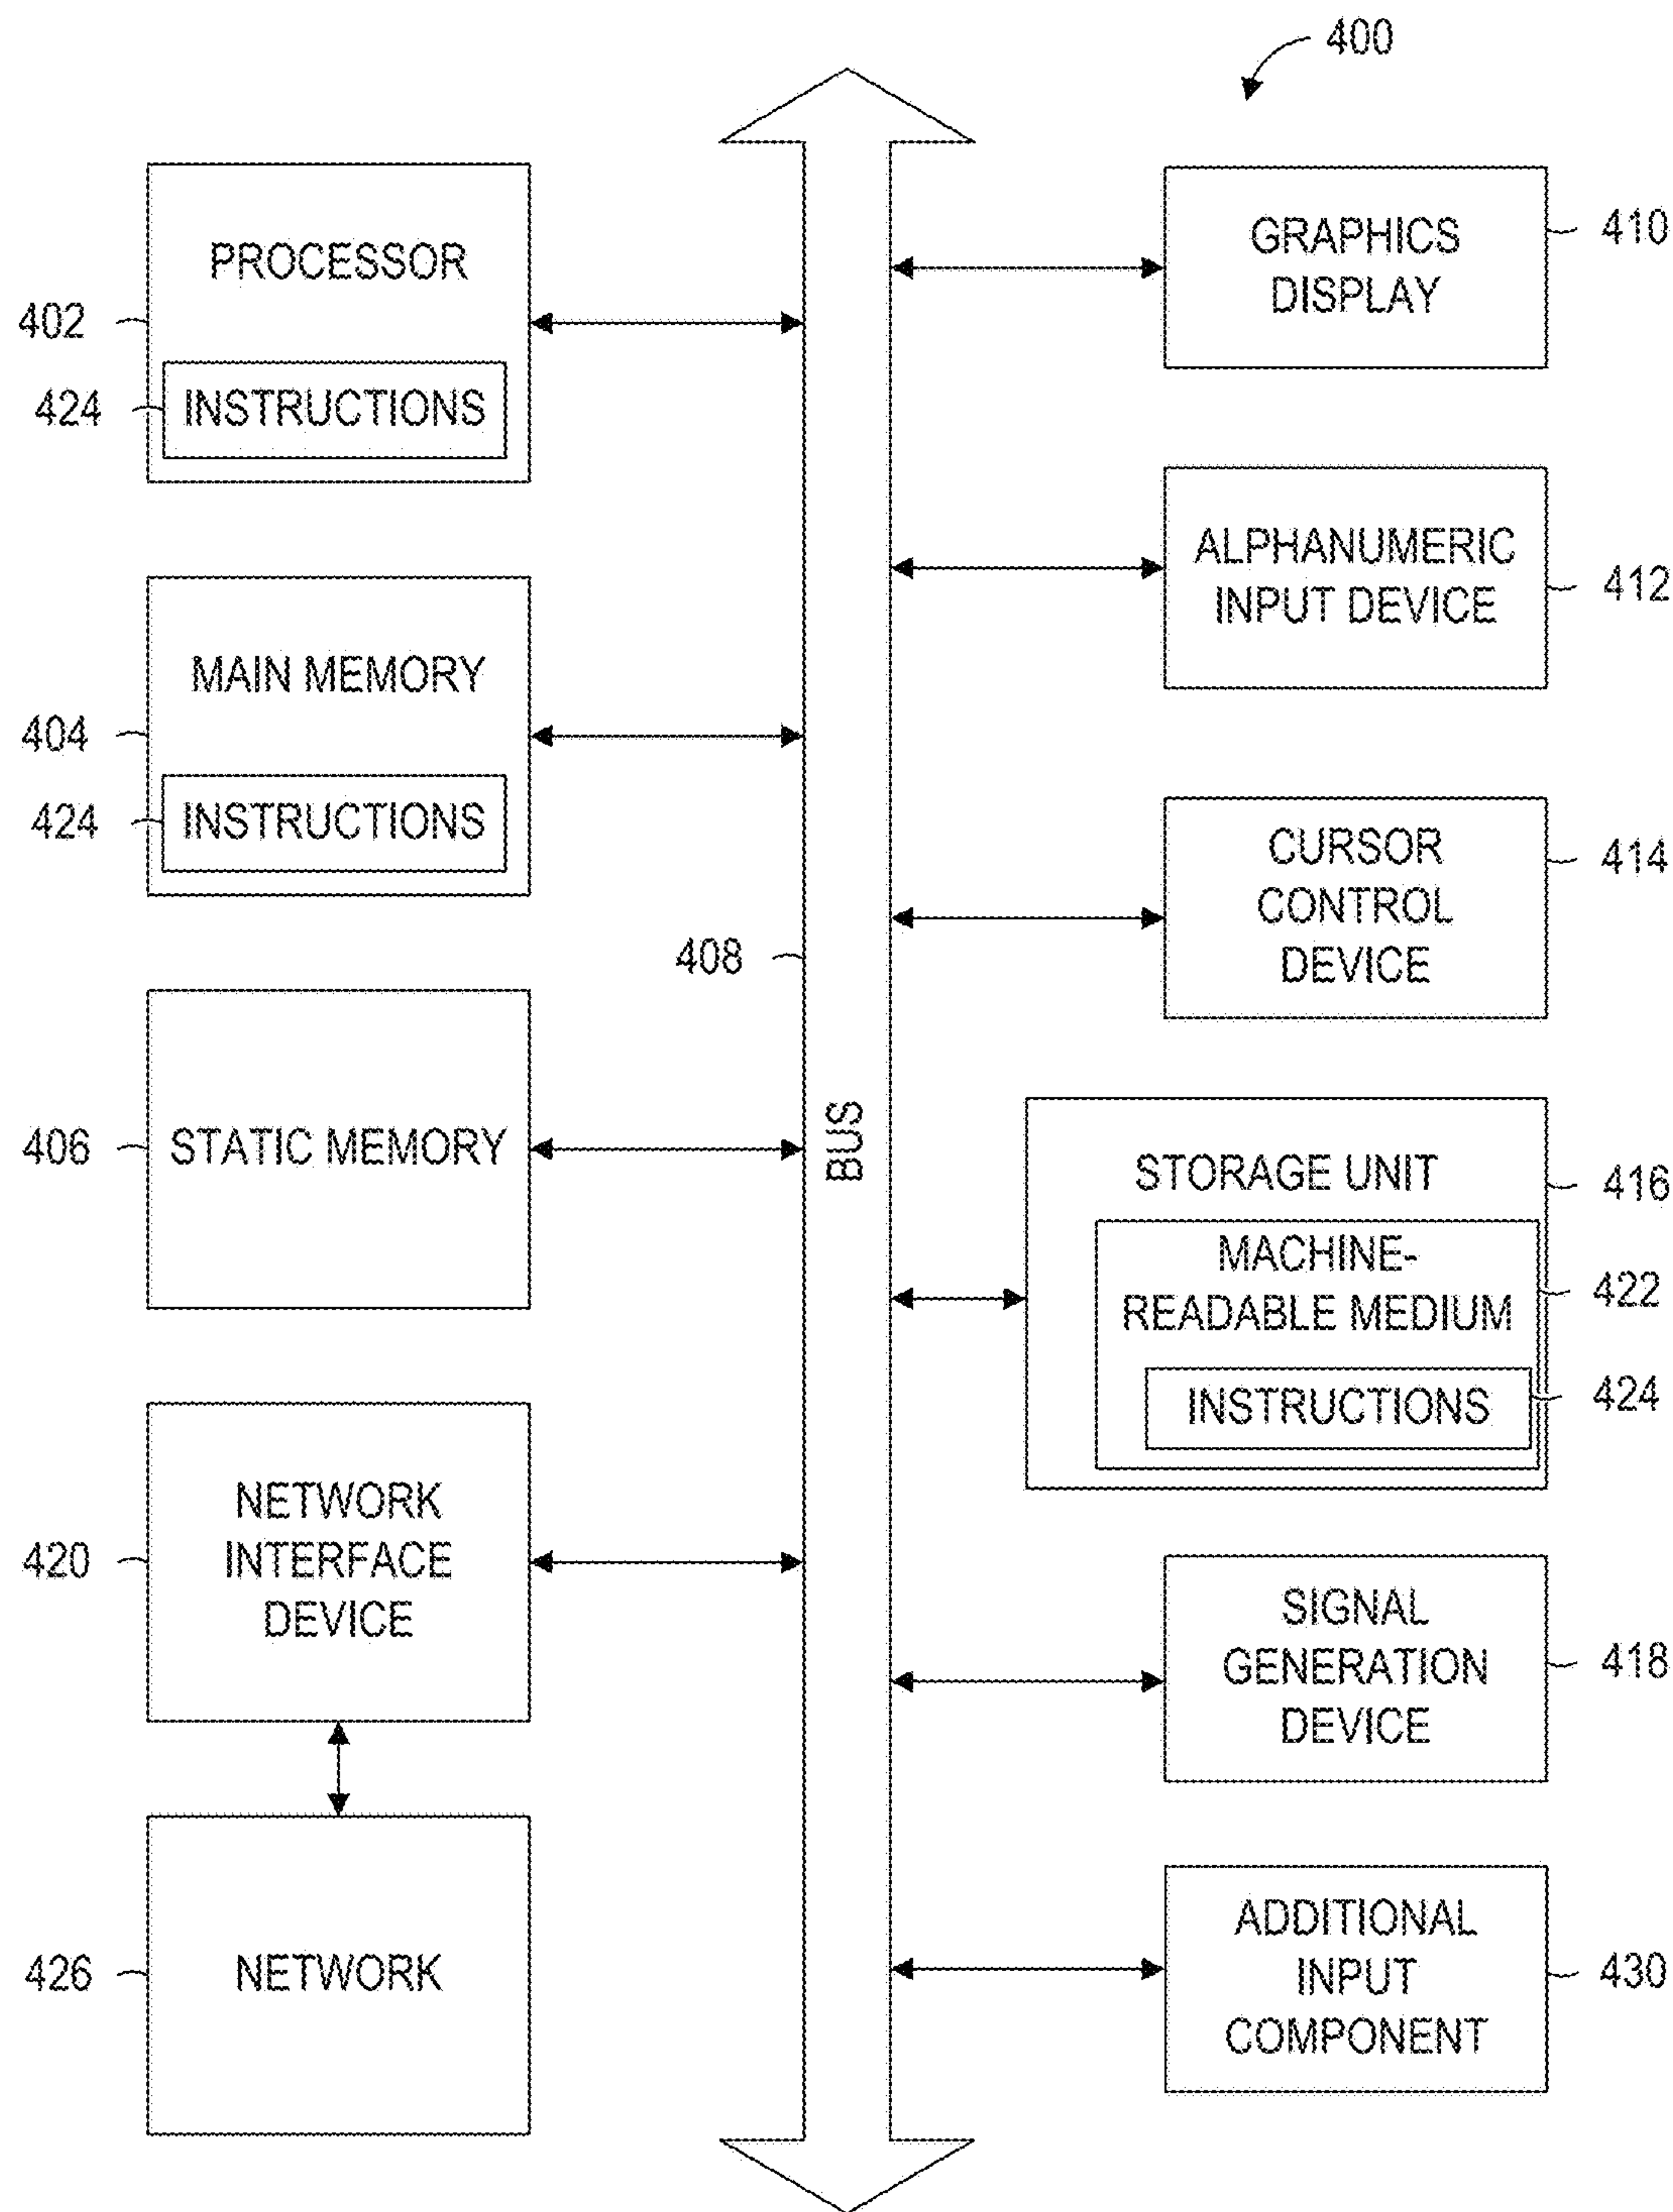 400
PROCESSOR
402
424
INSTRUCTIONS
MAIN MEMORY
404
424
INSTRUCTIONS
STATIC MEMORY
406
NETWORK
INTERFACE
DEVICE
420
NETWORK
426
408
BUS
GRAPHICS
DISPLAY
410
ALPHANUMERIC
INPUT DEVICE
412
CURSOR
CONTROL
DEVICE
414
STORAGE UNIT
416
MACHINE-
READABLE MEDIUM
422
INSTRUCTIONS
424
SIGNAL
GENERATION
DEVICE
418
ADDITIONAL
INPUT
COMPONENT
430